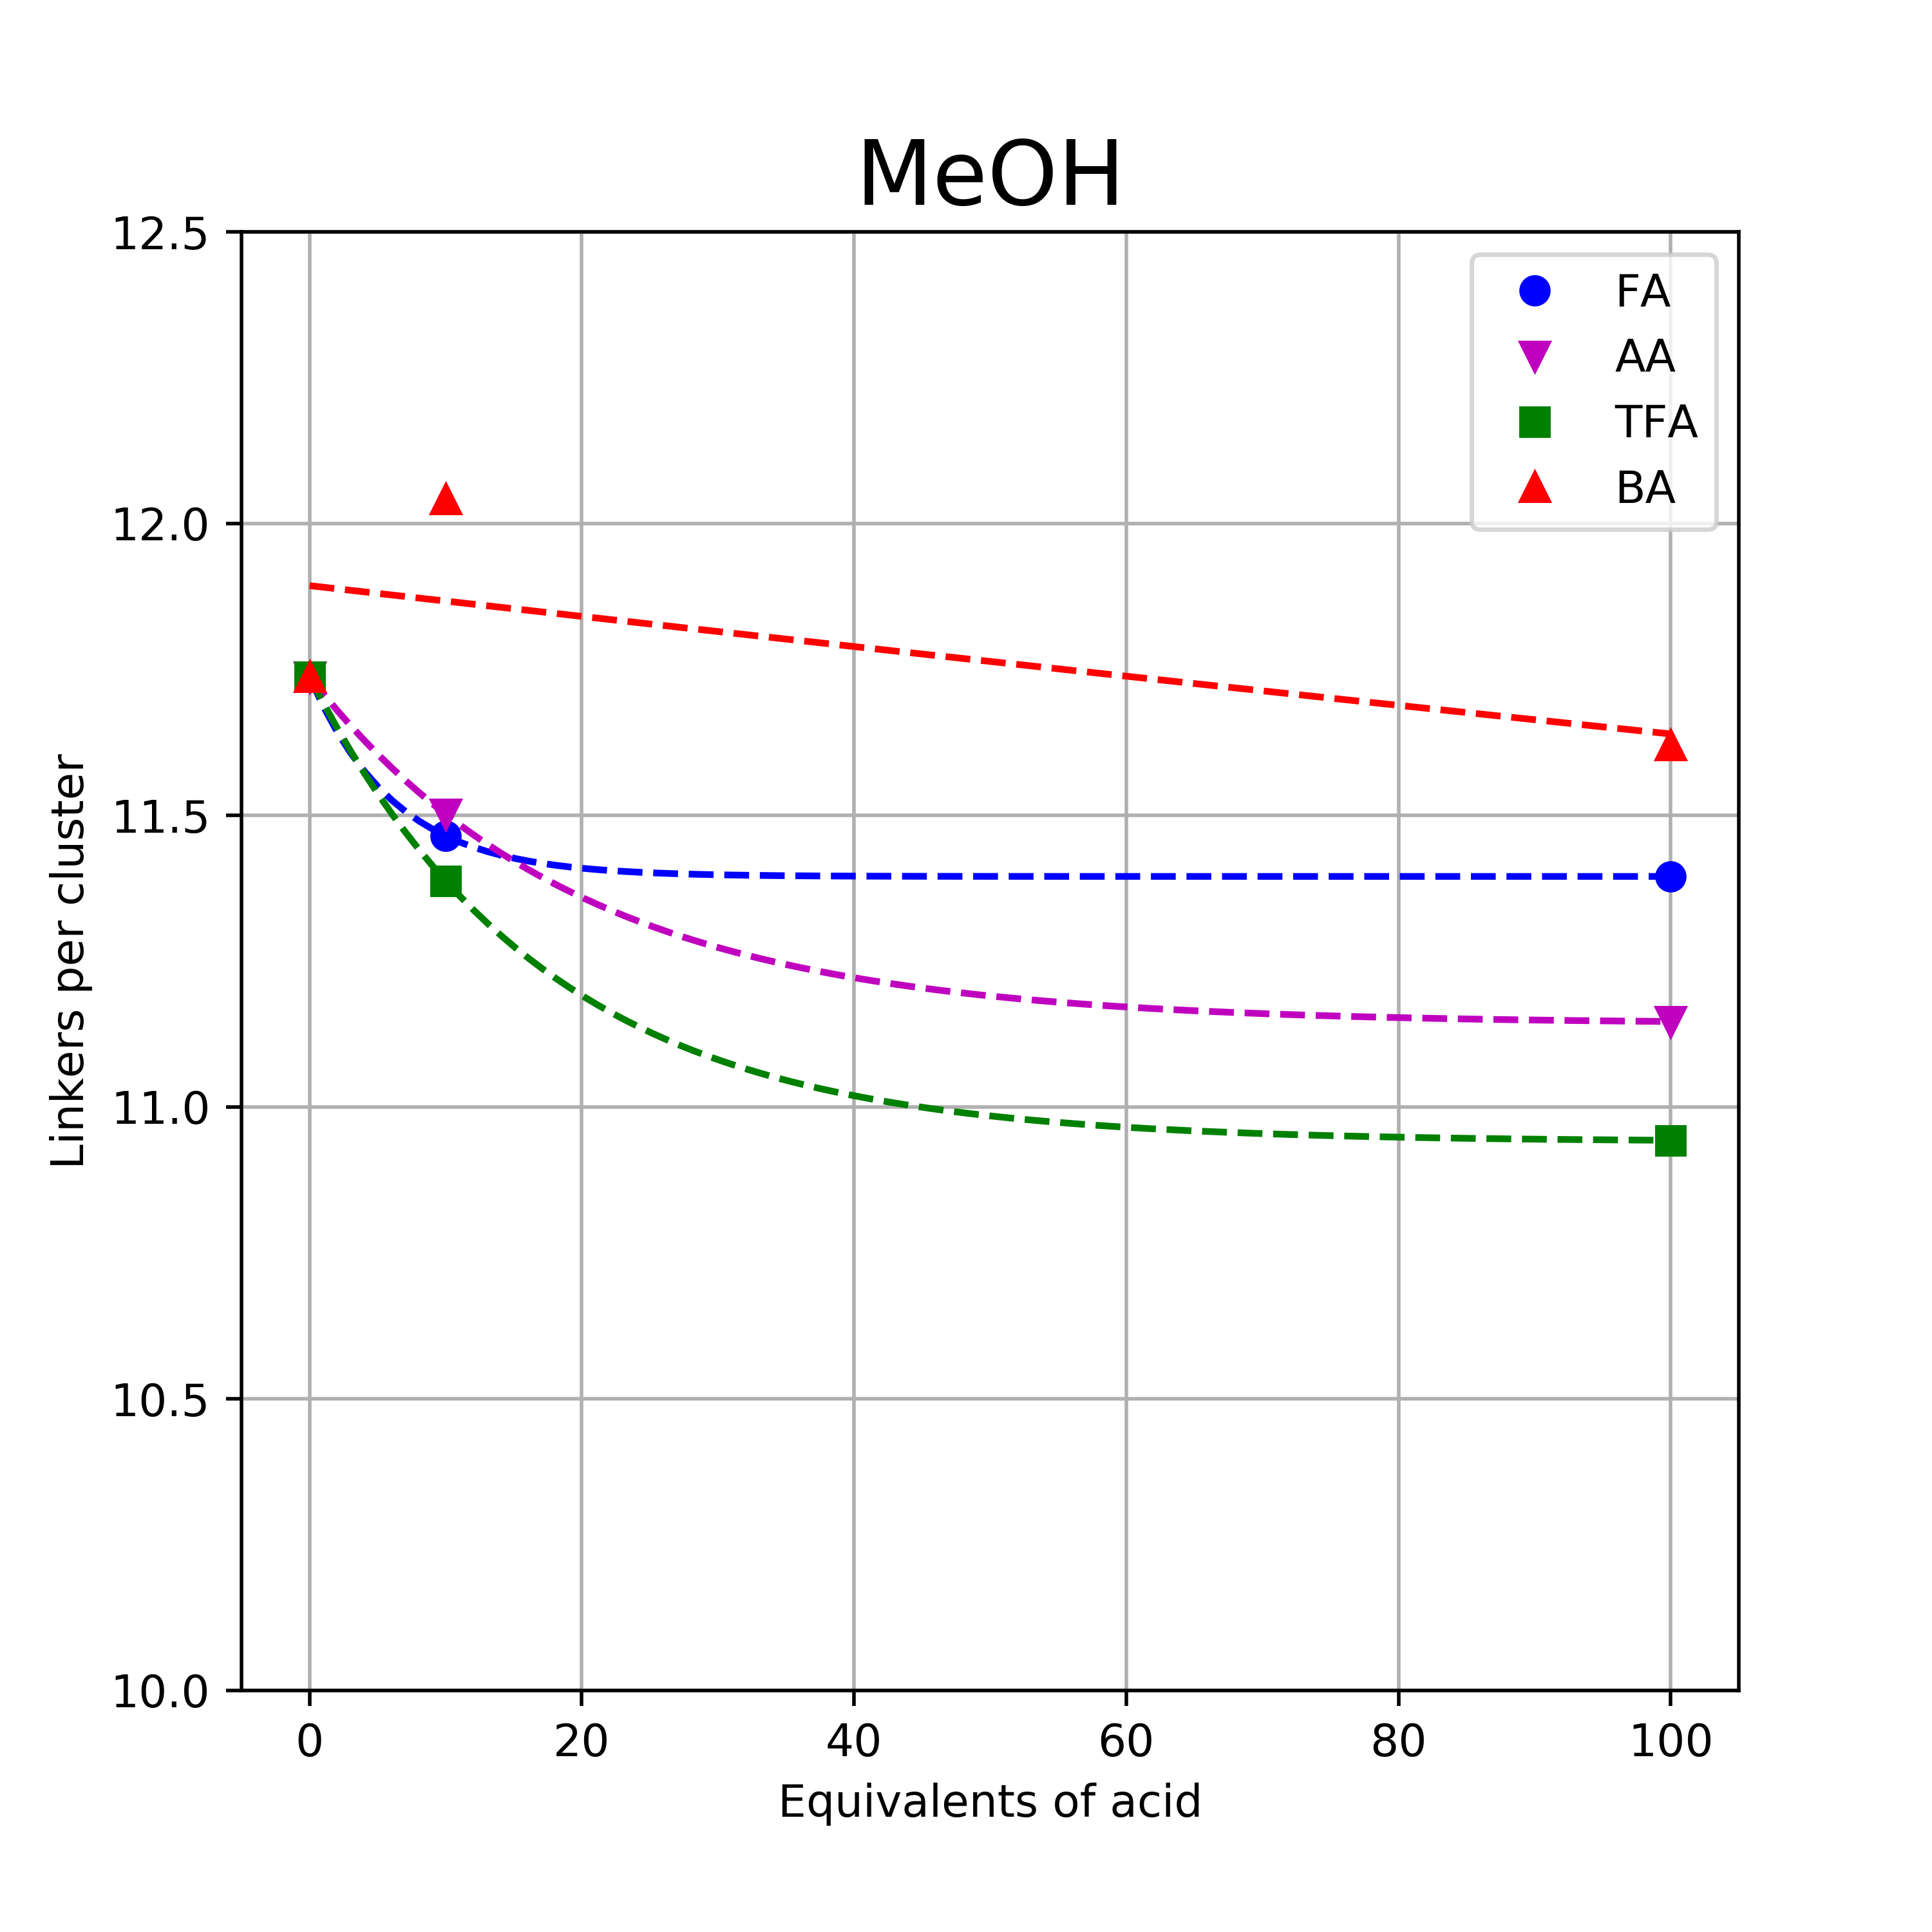 MeOH
12.5
12.0
11.5
11.0
10.5
10.0
Linkers per cluster
FA
AA
TFA
BA
0 20 40 60 80 100
Equivalents of acid